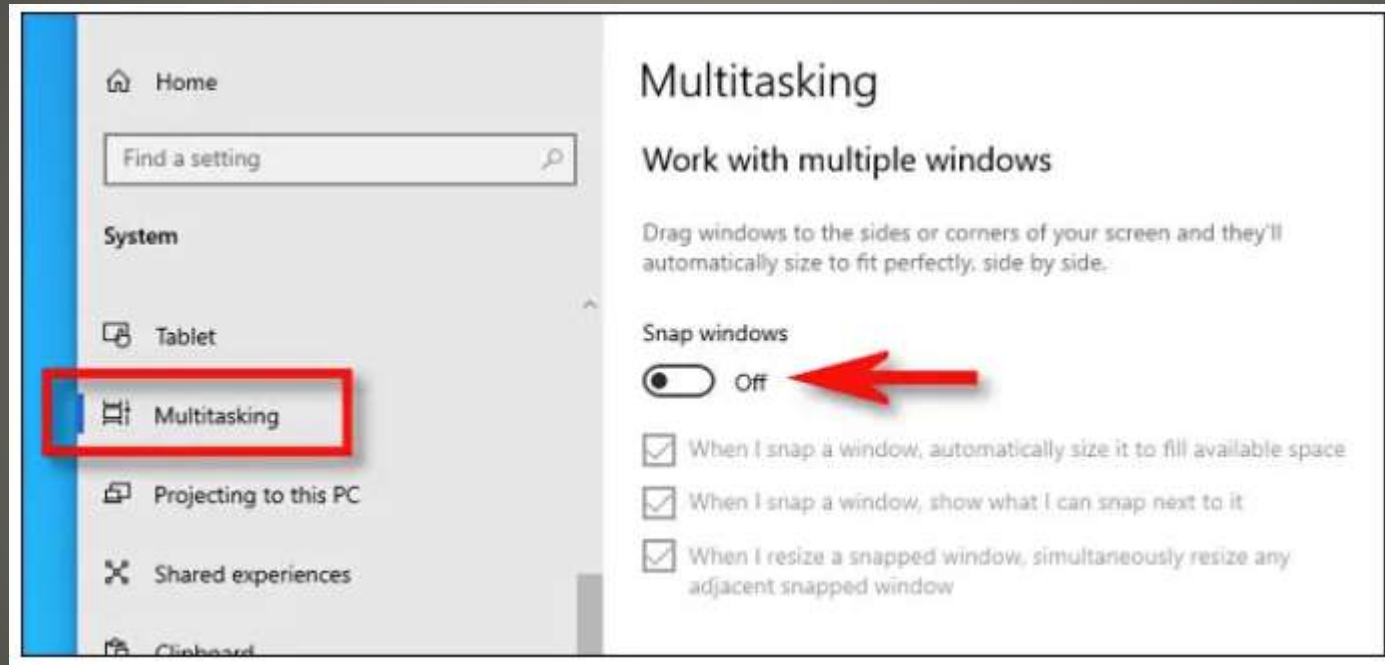 Home
Find a setting
System
Tablet
Multitasking
Projecting to this PC
Shared experiences
Clipboard
Multitasking
Work with multiple windows
Drag windows to the sides or corners of your screen and they'll
automatically size to fit perfectly. side by side.
Snap windows
Off
When I snap a window, automatically size it to fill available space
When I snap a window, show what I can snap next to it
When I resize a snapped window, simultaneously resize any
adjacent snapped window